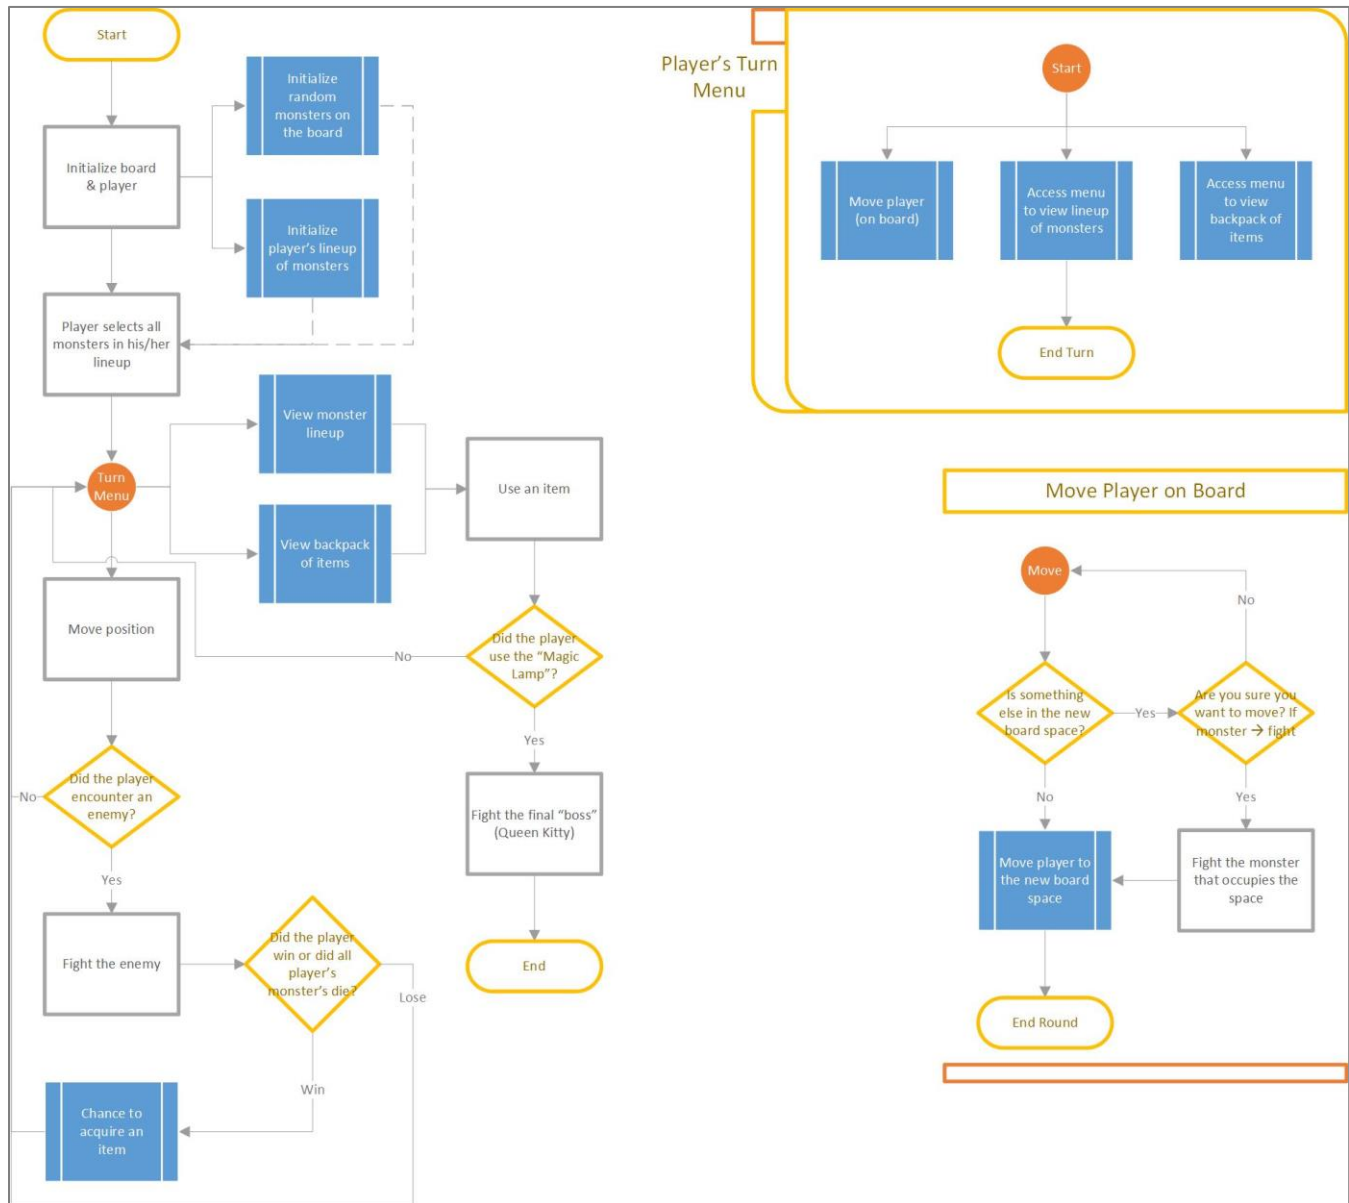 Start
Initialize
random
monsters on
the board
Initialize board
& player
Initialize
player's lineup
of monsters
Player selects all
monsters in his/her
lineup
View monster
lineup
Turn
Menu
Use an item
View backpack
of items
Move position
No
Did the player
use the “Magic
Lamp”?
Yes
Did the player
encounter an
enemy?
No
Fight the final “boss”
(Queen Kitty)
Yes
Fight the enemy
Did the player
win or did all
player's
monster's die?
Lose
End
Win
Chance to
acquire an
item
Player's Turn
Menu
Start
Move player
(on board)
Access menu
to view lineup
of monsters
Access menu
to view
backpack of
items
End Turn
Move Player on Board
Move
No
Is something
else in the new
board space?
Yes
Are you sure you
want to move? If
monster → fight
No
Yes
Move player to
the new board
space
Fight the monster
that occupies the
space
End Round